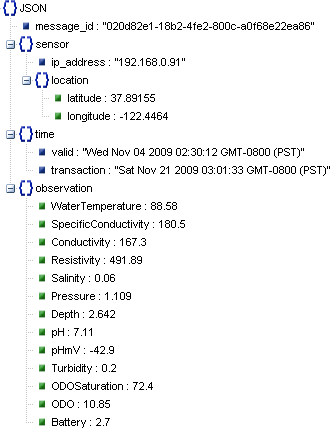 JSON
message_id : "020d82e1-18b2-4fe2-800c-a0f68e22ea86"
sensor
ip_address : "192.168.0.91"
location
latitude : 37.89155
longitude : -122.4464
time
valid : "Wed Nov 04 2009 02:30:12 GMT-0800 (PST)"
transaction : "Sat Nov 21 2009 03:01:33 GMT-0800 (PST)"
observation
WaterTemperature : 88.58
SpecificConductivity : 180.5
Conductivity : 167.3
Resistivity : 491.89
Salinity : 0.06
Pressure : 1.109
Depth : 2.642
pH : 7.11
pHmV : -42.9
Turbidity : 0.2
ODOSaturation : 72.4
ODO : 10.85
Battery : 2.7